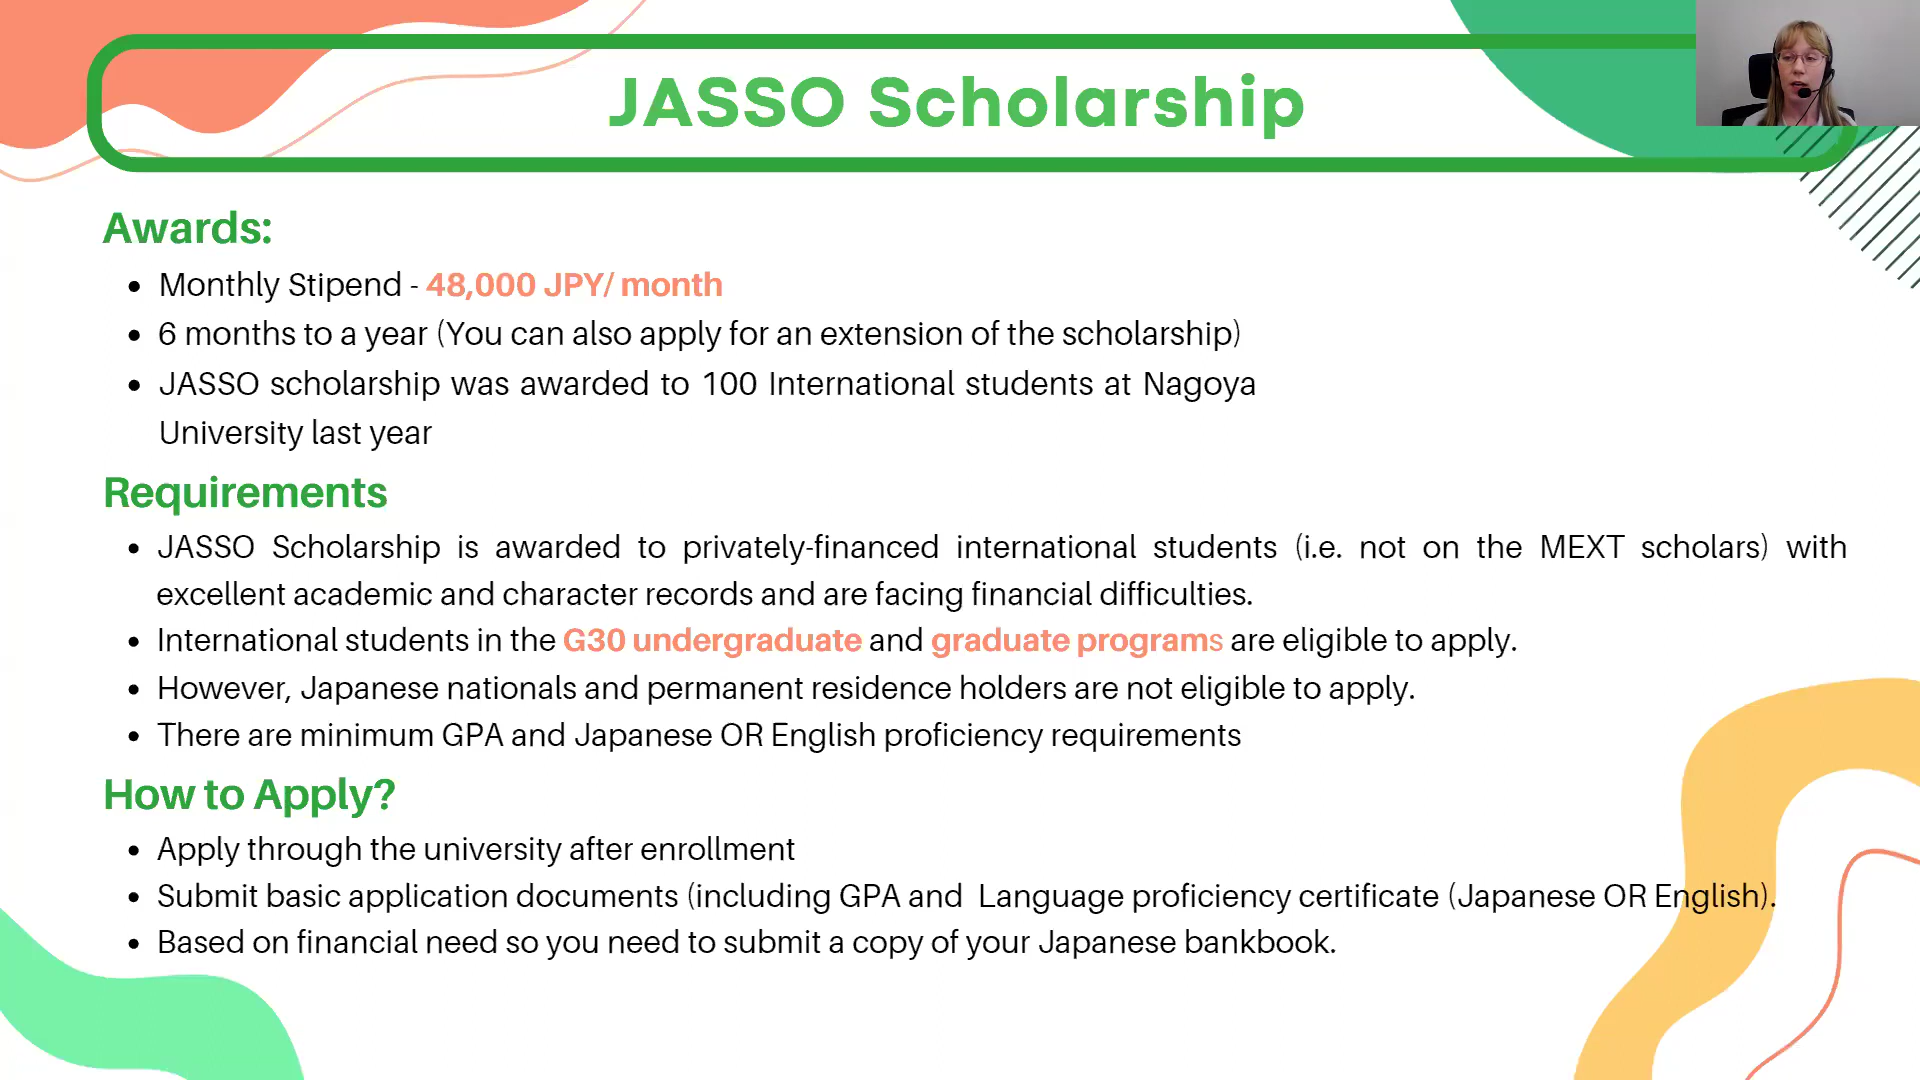 JASSO Scholarship
Awards:
• Monthly Stipend - 48,000 JPY/ month
• 6 months to a year (You can also apply for an extension of the scholarship)
• JASSO scholarship was awarded to 100 International students at Nagoya
University last year
Requirements
• JASSO Scholarship is awarded to privately-financed international students (i.e. not on the MEXT scholars) with
excellent academic and character records and are facing financial difficulties.
• International students in the G30 undergraduate and graduate programs are eligible to apply.
• However, Japanese nationals and permanent residence holders are not eligible to apply.
• There are minimum GPA and Japanese OR English proficiency requirements
How to Apply?
• Apply through the university after enrollment
• Submit basic application documents (including GPA and  Language proficiency certificate (Japanese OR English).
• Based on financial need so you need to submit a copy of your Japanese bankbook.